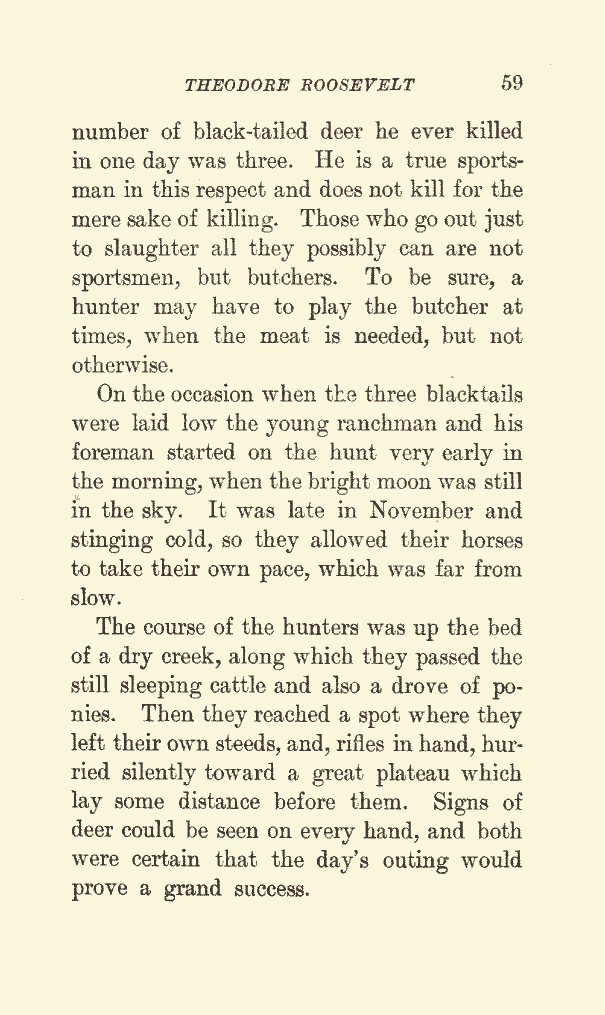 THEODORE ROOSEVELT 59
number of black-tailed deer he ever killed
in one day was three. He is a true sports-
man in this respect and does not kill for the
mere sake of killing. Those who go out just
to slaughter all they possibly can are not
sportsmen, but butchers. To be sure, a
hunter may have to play the butcher at
times, when the meat is needed, but not
otherwise.
On the occasion when the three blacktails
were laid low the young ranchman and his
foreman started on the hunt very early in
the morning, when the bright moon was still
in the sky. It was late in November and
stinging cold, so they allowed their horses
to take their own pace, which was far from
slow.
The course of the hunters was up the bed
of a dry creek, along which they passed the
still sleeping cattle and also a drove of po-
nies. Then they reached a spot where they
left their own steeds, and, rifles in hand, hur-
ried silently toward a great plateau which
lay some distance before them. Signs of
deer could be seen on every hand, and both
were certain that the day's outing would
prove a grand success.